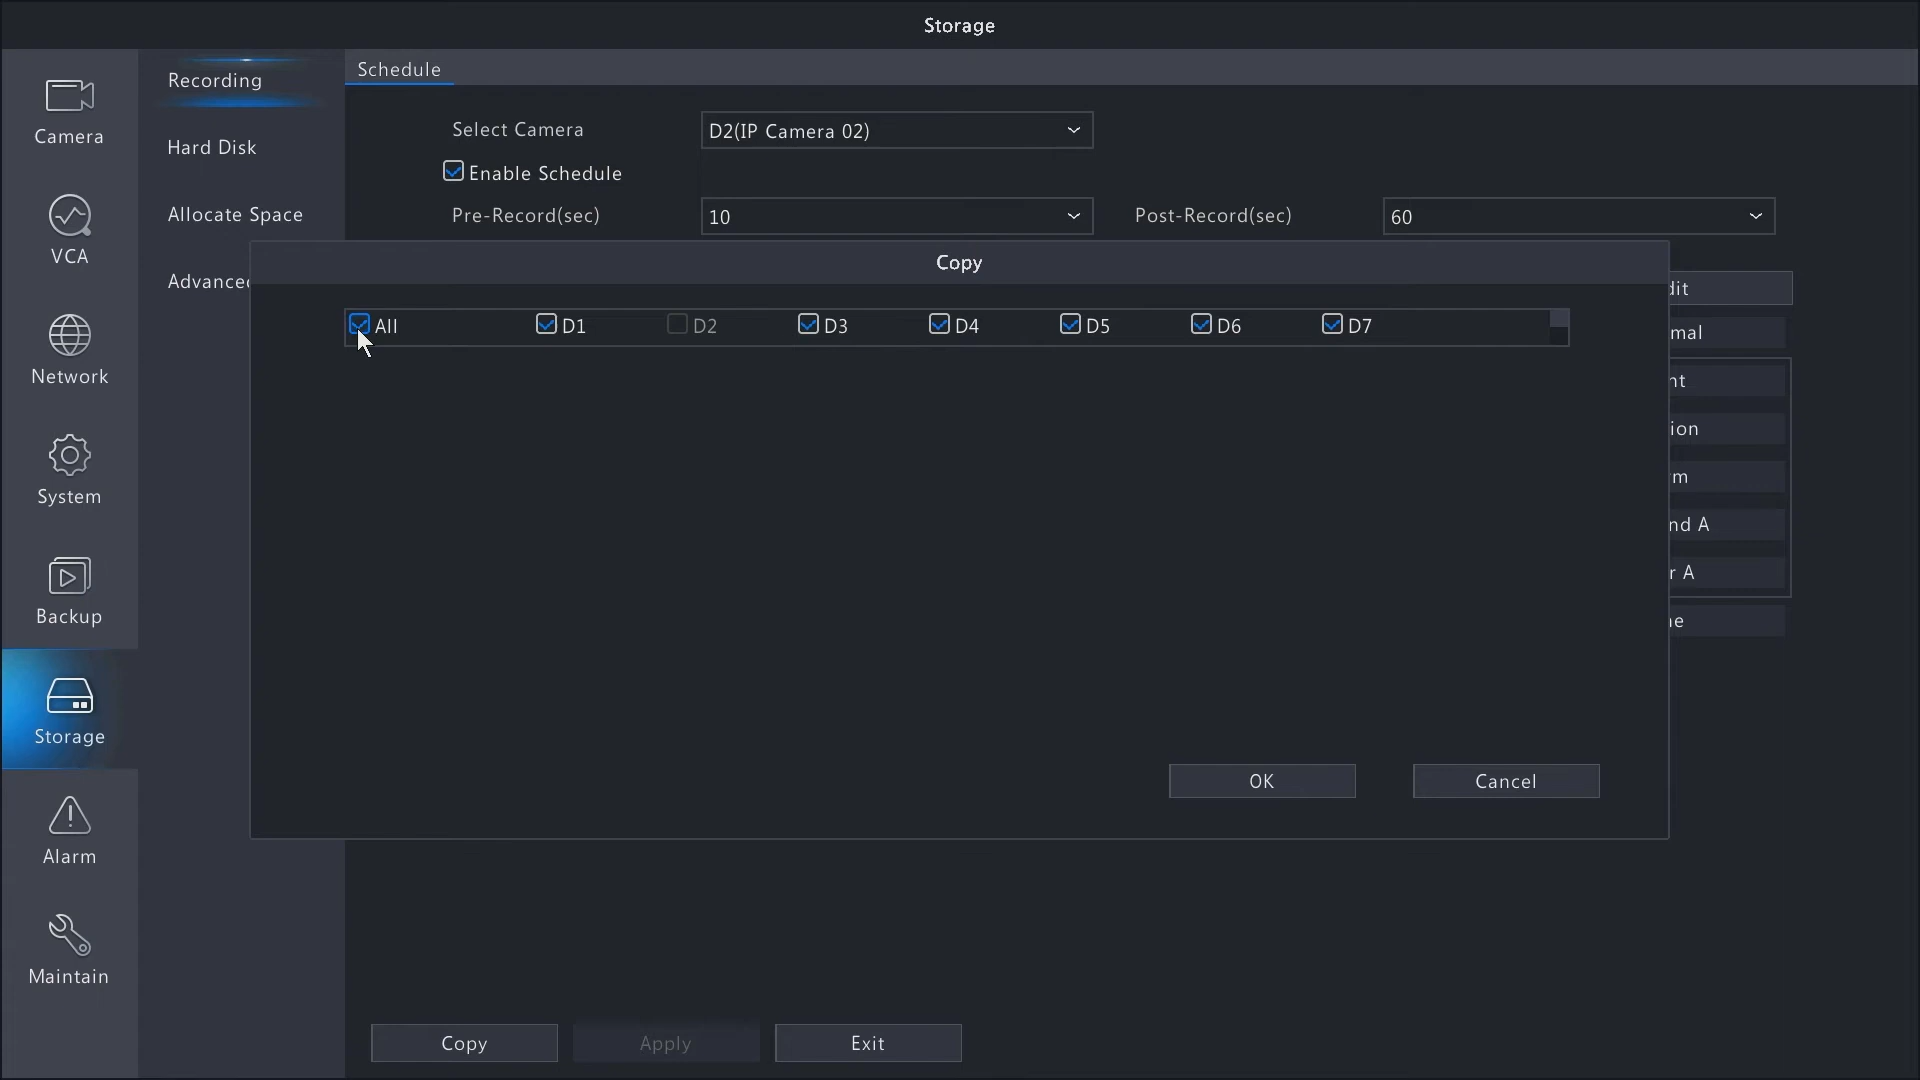 Storage
Camera
VCA
Network
System
Backup
Storage
Alarm
Maintain
Recording
Hard Disk
Allocate Space
Advanced
Schedule
Select Camera D2(IP Camera 02)
Enable Schedule
Pre-Record(sec) 10 Post-Record(sec) 60
Copy
All D1 D2 D3 D4 D5 D6 D7
OK Cancel
Copy Apply Exit